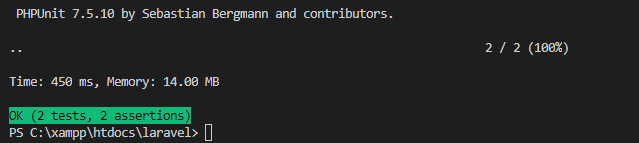 PHPUnit 7.5.10 by Sebastian Bergmann and contributors.
.. 2 / 2 (100%)
Time: 450 ms, Memory: 14.00 MB
OK (2 tests, 2 assertions)
PS C:\xampp\htdocs\laravel>